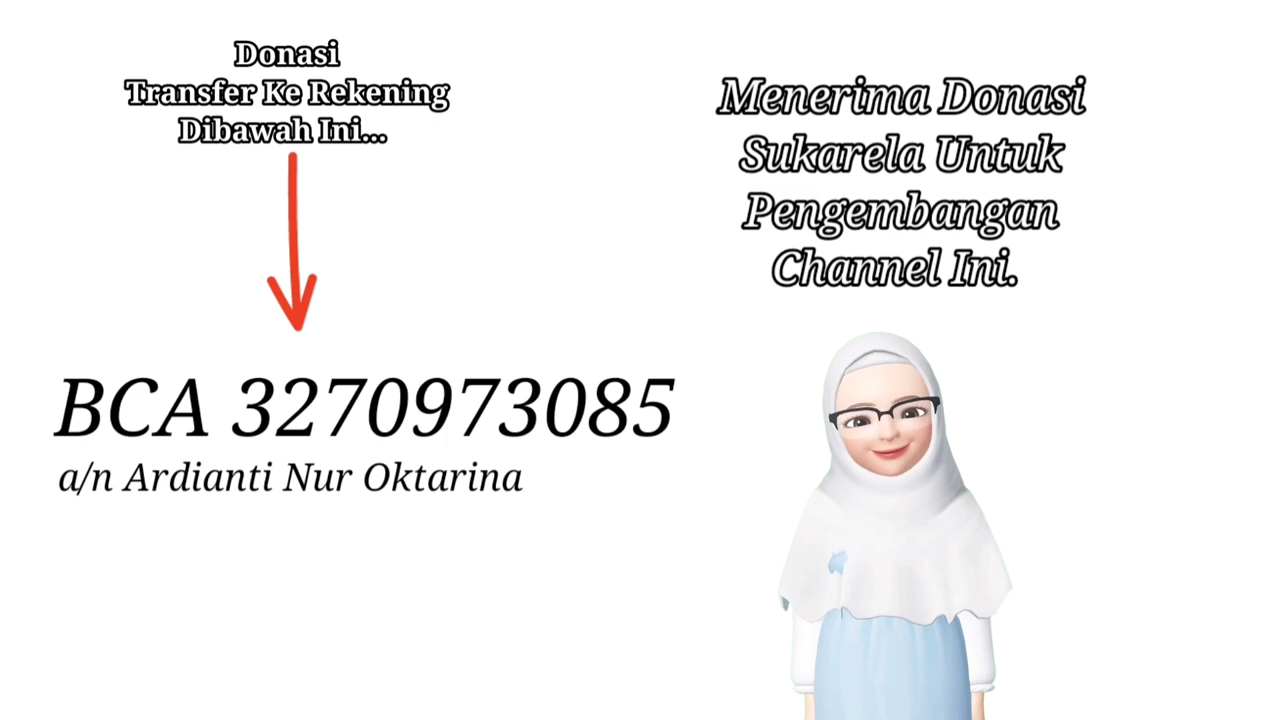 Donasi
Transfer Ke Rekening
Dibawah Ini...
BCA 3270973085
a/n Ardianti Nur Oktarina
Menerima Donasi
Sukarela Untuk
Pengembangan
Channel Ini.